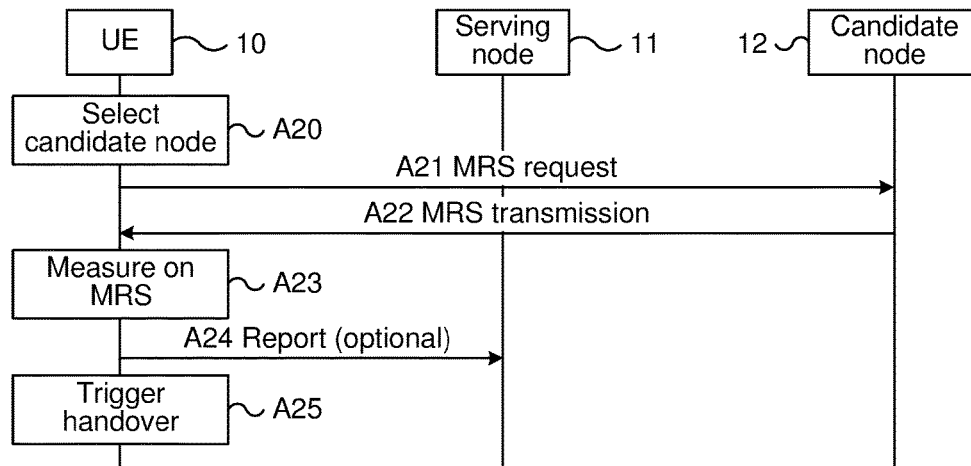 UE
10
Serving
node
11
12
Candidate
node
Select
candidate node
A20
A21 MRS request
A22 MRS transmission
Measure on
MRS
A23
A24 Report (optional)
Trigger
handover
A25